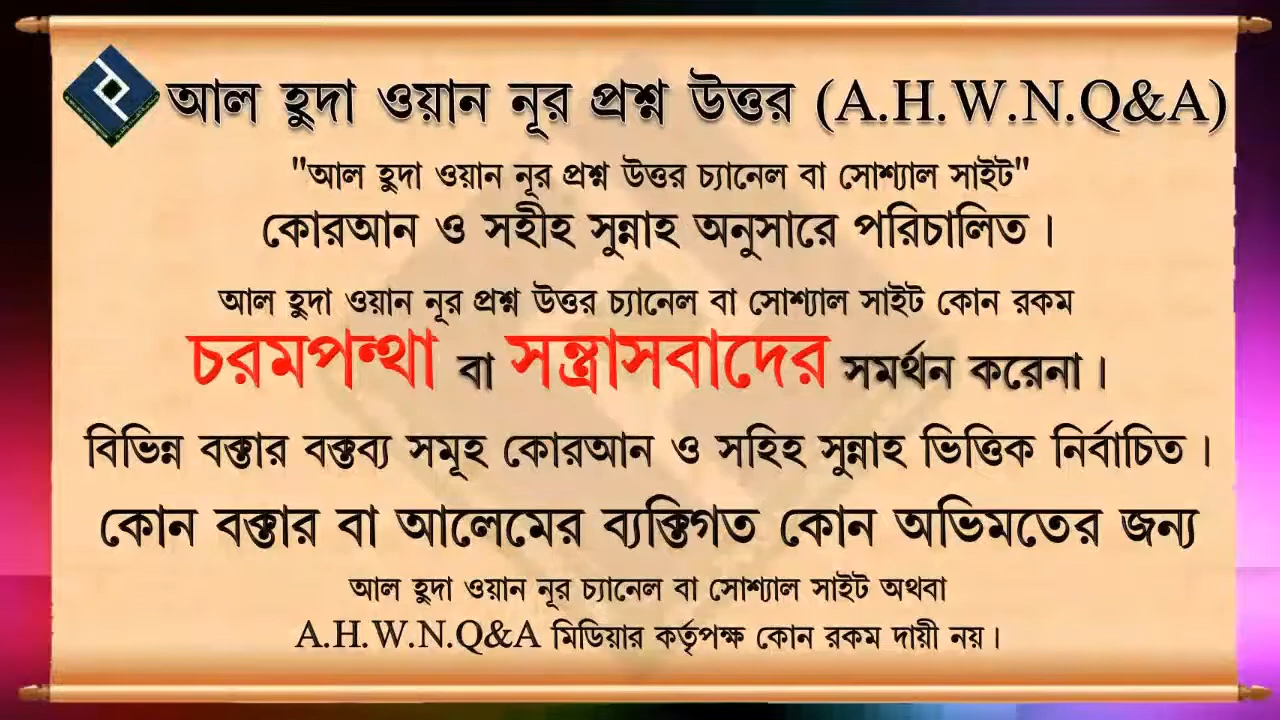 আল হুদা ওয়ান নূর প্রশ্ন উত্তর (A.H.W.N.Q&A)
"আল হুদা ওয়ান নূর প্রশ্ন উত্তর চ্যানেল বা সোশ্যাল সাইট"
কোরআন ও সহীহ সুন্নাহ অনুসারে পরিচালিত।
আল হুদা ওয়ান নূর প্রশ্ন উত্তর চ্যানেল বা সোশ্যাল সাইট কোন রকম
চরমপন্থা বা সন্ত্রাসবাদের সমর্থন করেনা।
বিভিন্ন বক্তার বক্তব্য সমূহ কোরআন ও সহিহ সুন্নাহ ভিত্তিক নির্বাচিত।
কোন বক্তার বা আলেমের ব্যক্তিগত কোন অভিমতের জন্য
আল হুদা ওয়ান নূর চ্যানেল বা সোশ্যাল সাইট অথবা
A.H.W.N.Q&A মিডিয়ার কর্তৃপক্ষ কোন রকম দায়ী নয়।